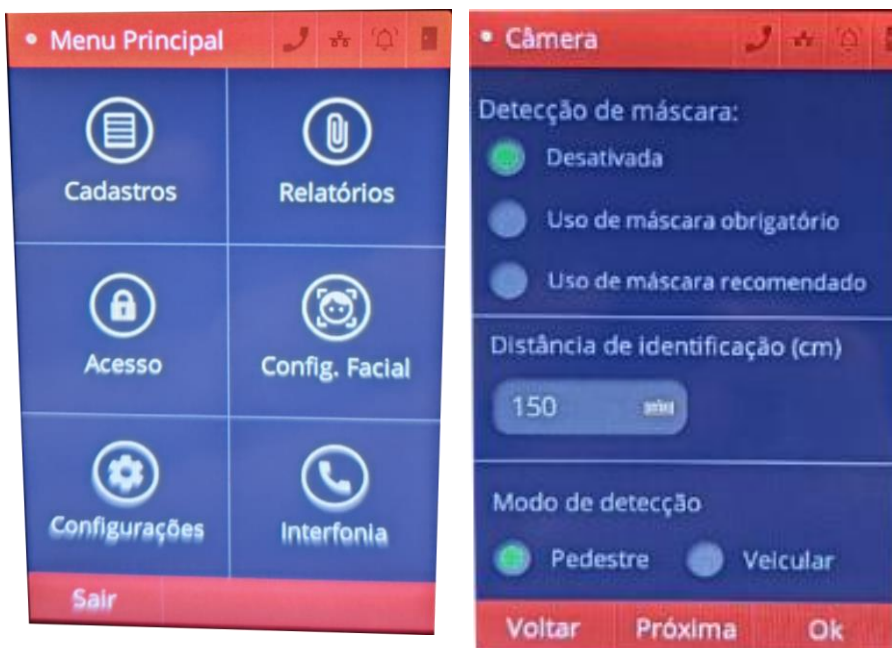 Menu Principal
Cadastros
Relatórios
Acesso
Config. Facial
Configurações
Interfonia
Sair
Câmera
Detecção de máscara:
Desativada
Uso de máscara obrigatório
Uso de máscara recomendado
Distância de identificação (cm)
150
Modo de detecção
Pedestre Veicular
Voltar Próxima Ok